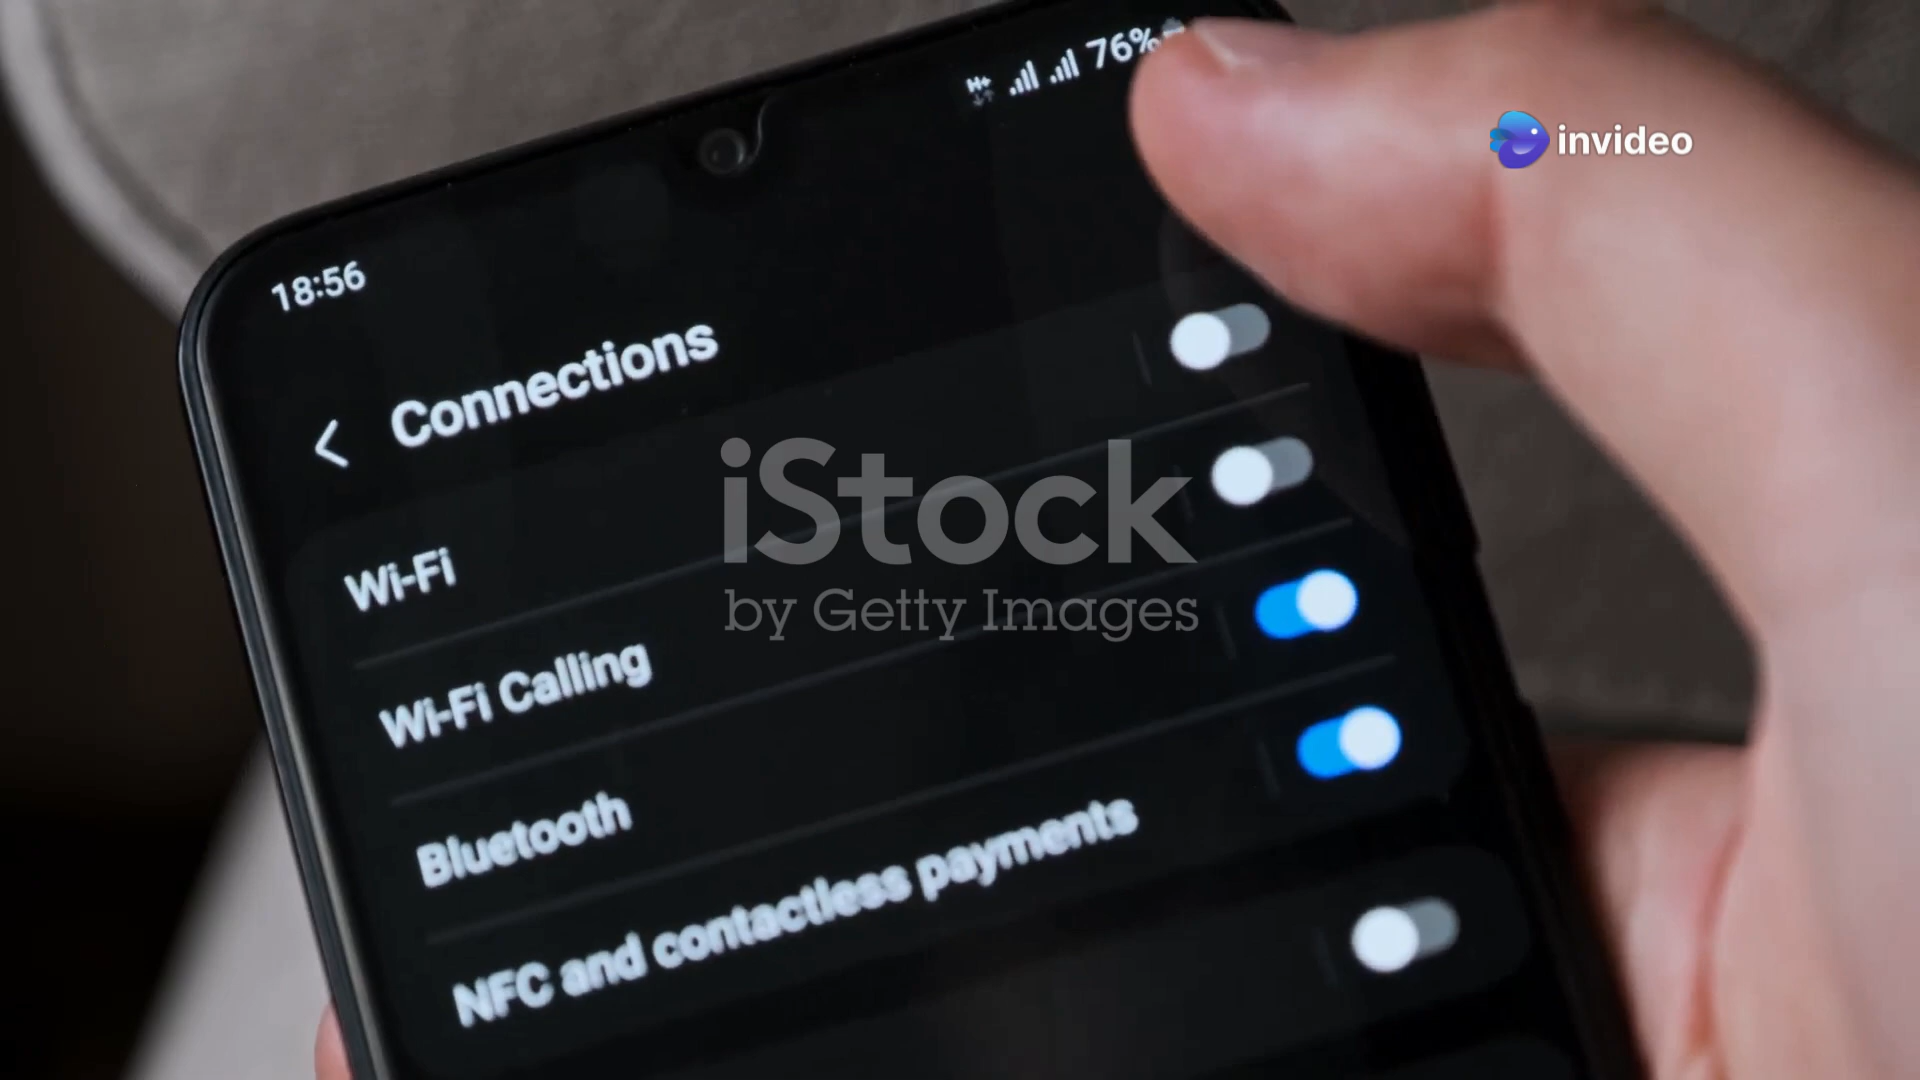 H+ 76%
invideo
18:56
Connections
Wi-Fi
Wi-Fi Calling
Bluetooth
NFC and contactless payments
iStock
by Getty Images